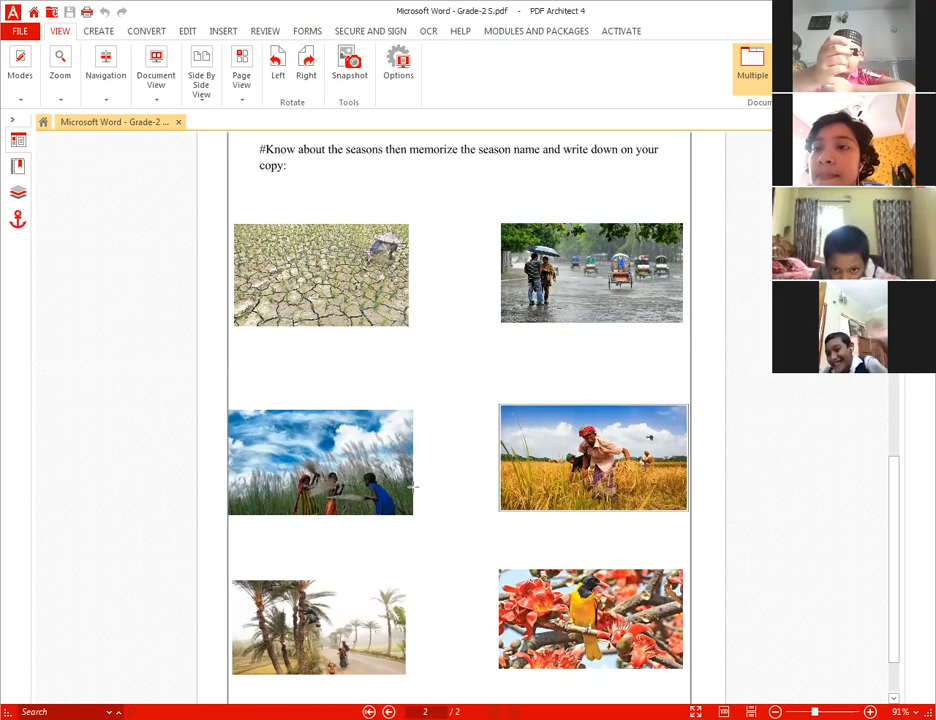 Microsoft Word - Grade-2 S.pdf - PDF Architect 4
FILE VIEW CREATE CONVERT EDIT INSERT REVIEW FORMS SECURE AND SIGN OCR HELP MODULES AND PACKAGES ACTIVATE
Modes
Zoom
Navigation
Document
View
Side By
Side
View
Page
View
Left
Right
Rotate
Snapshot
Tools
Options
Multiple
Docum
Microsoft Word - Grade-2 ...
#Know about the seasons then memorize the season name and write down on your
copy:
Search
2 / 2
91%